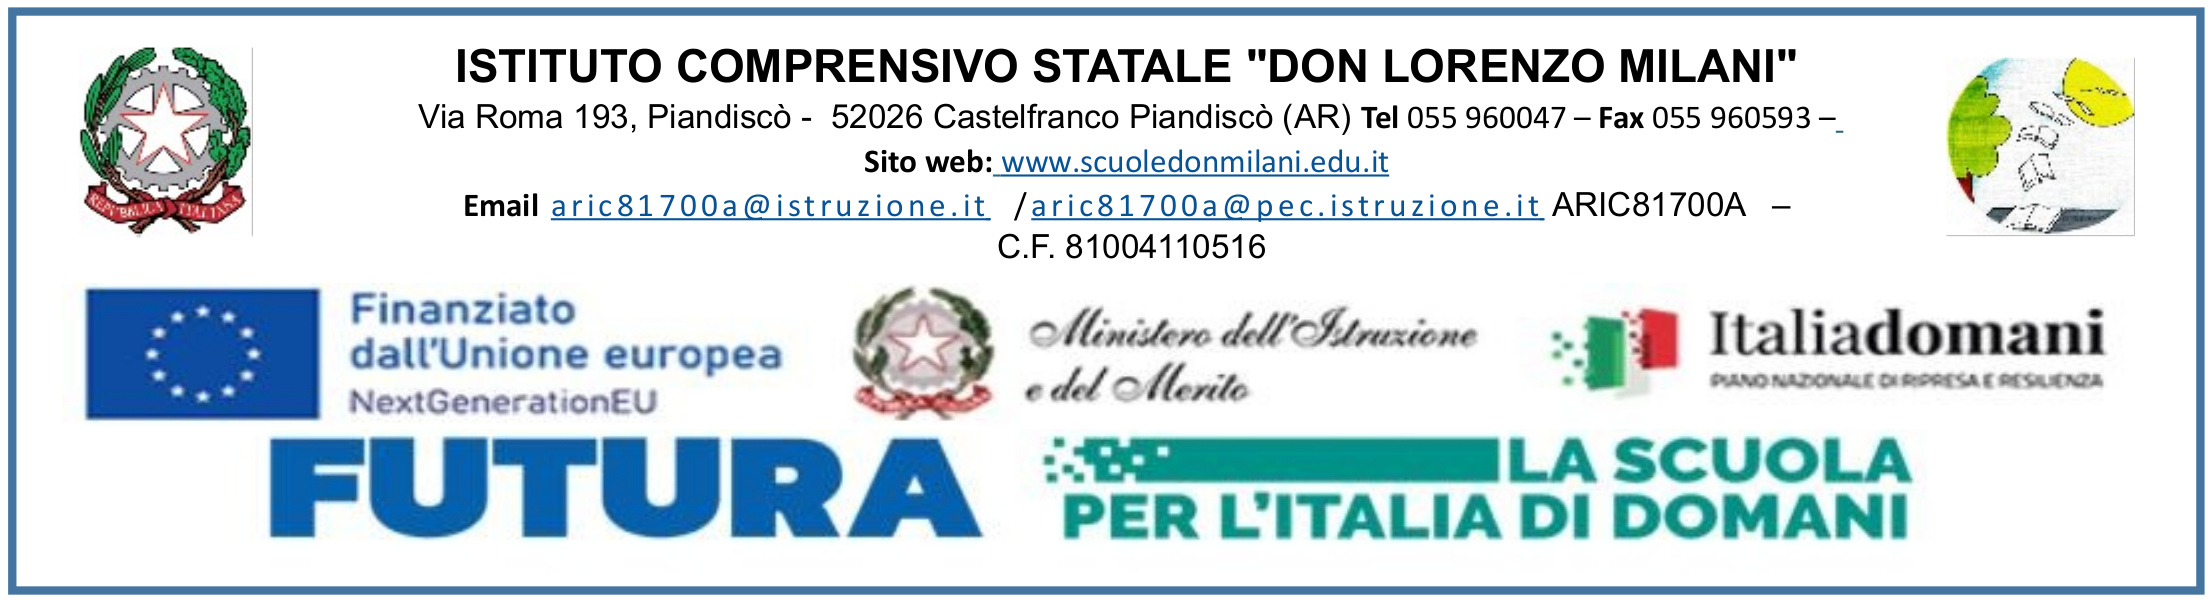 ISTITUTO COMPRENSIVO STATALE "DON LORENZO MILANI"
Via Roma 193, Piandiscò - 52026 Castelfranco Piandiscò (AR) Tel 055 960047 – Fax 055 960593 –
Sito web: www.scuoledonmilani.edu.it
Email aric81700a@istruzione.it /aric81700a@pec.istruzione.it ARIC81700A –
C.F. 81004110516
REPVBBLICA ITALIANA
Finanziato
dall'Unione europea
NextGenerationEU
Ministero dell'Istruzione
e del Merito
Italiadomani
PIANO NAZIONALE DI RIPRESA E RESILIENZA
FUTURA
LA SCUOLA
PER L'ITALIA DI DOMANI